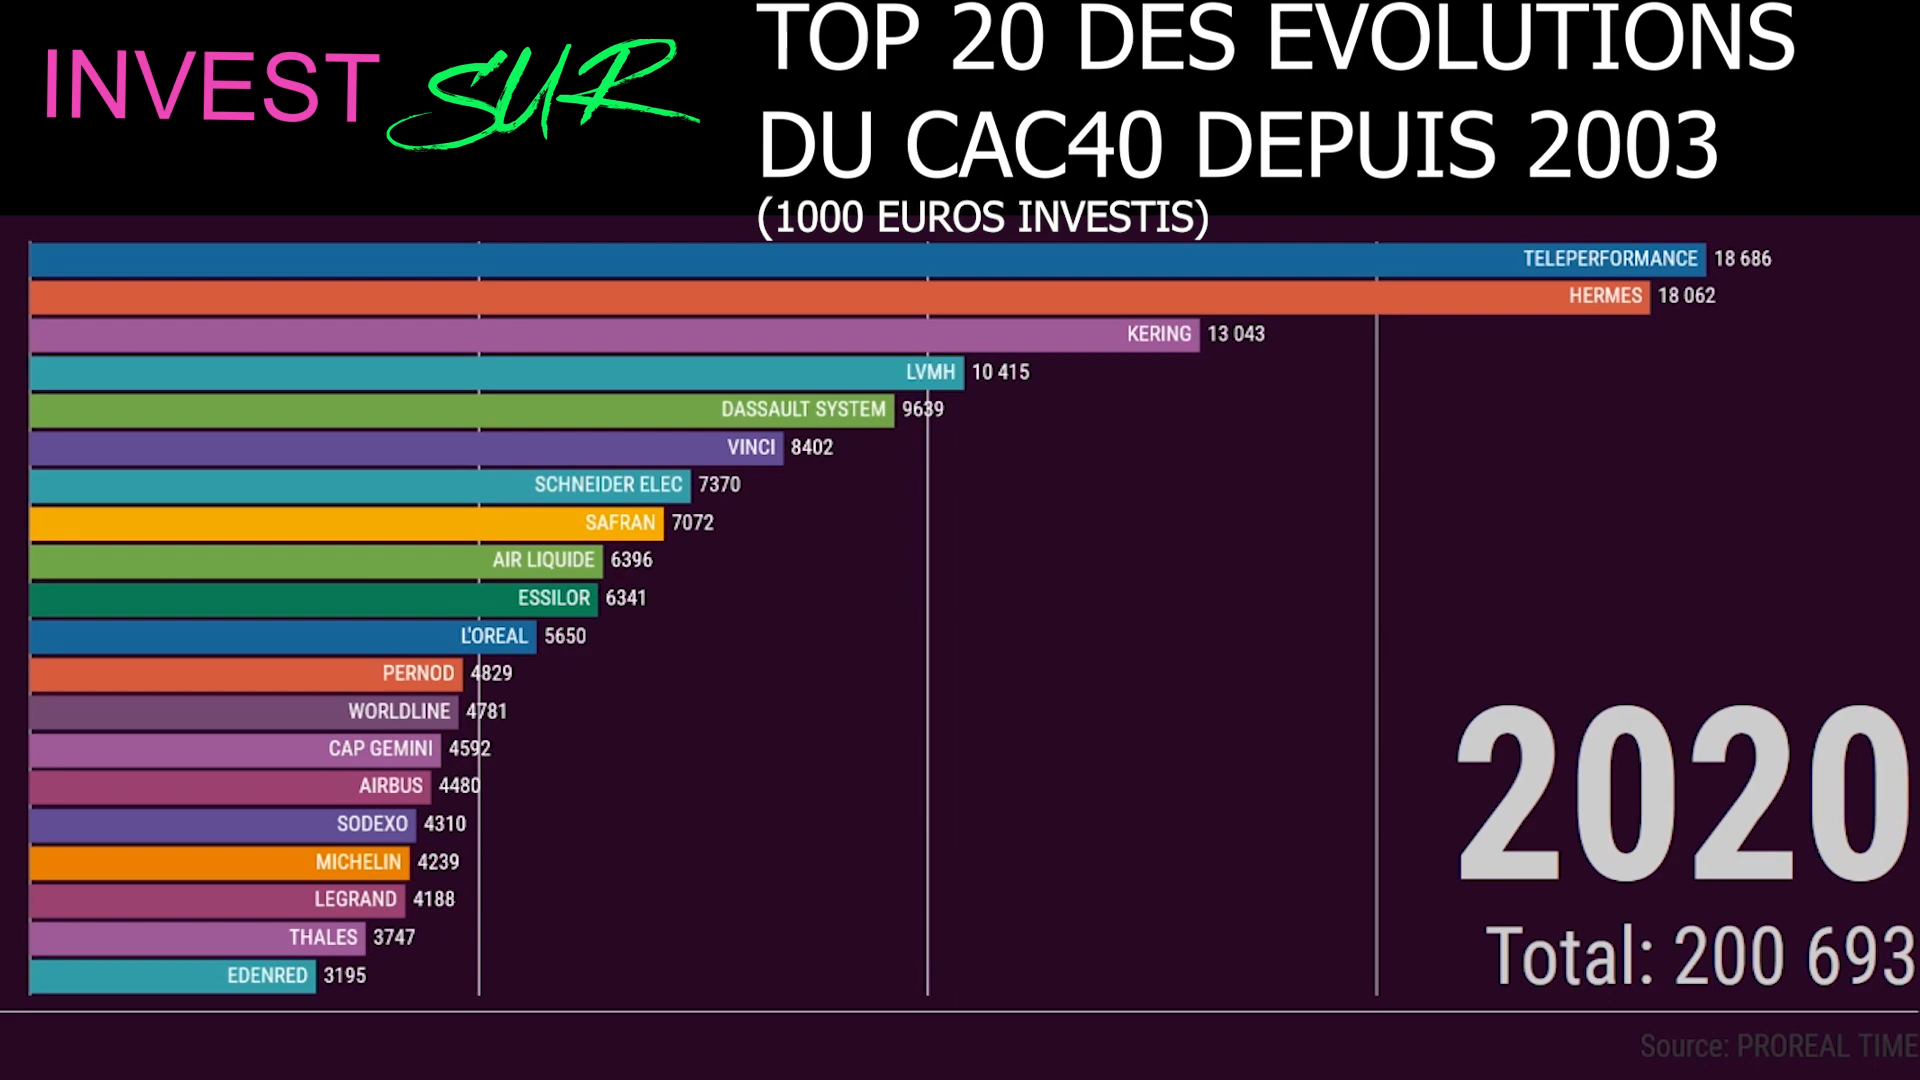 INVEST SUR
TOP 20 DES EVOLUTIONS
DU CAC40 DEPUIS 2003
(1000 EUROS INVESTIS)
TELEPERFORMANCE 18 686
HERMES 18 062
KERING 13 043
LVMH 10 415
DASSAULT SYSTEM 9639
VINCI 8402
SCHNEIDER ELEC 7370
SAFRAN 7072
AIR LIQUIDE 6396
ESSILOR 6341
L'OREAL 5650
PERNOD 4829
WORLDLINE 4781
CAP GEMINI 4592
AIRBUS 4480
SODEXO 4310
MICHELIN 4239
LEGRAND 4188
THALES 3747
EDENRED 3195
2020
Total: 200 693
Source: PROREAL TIME